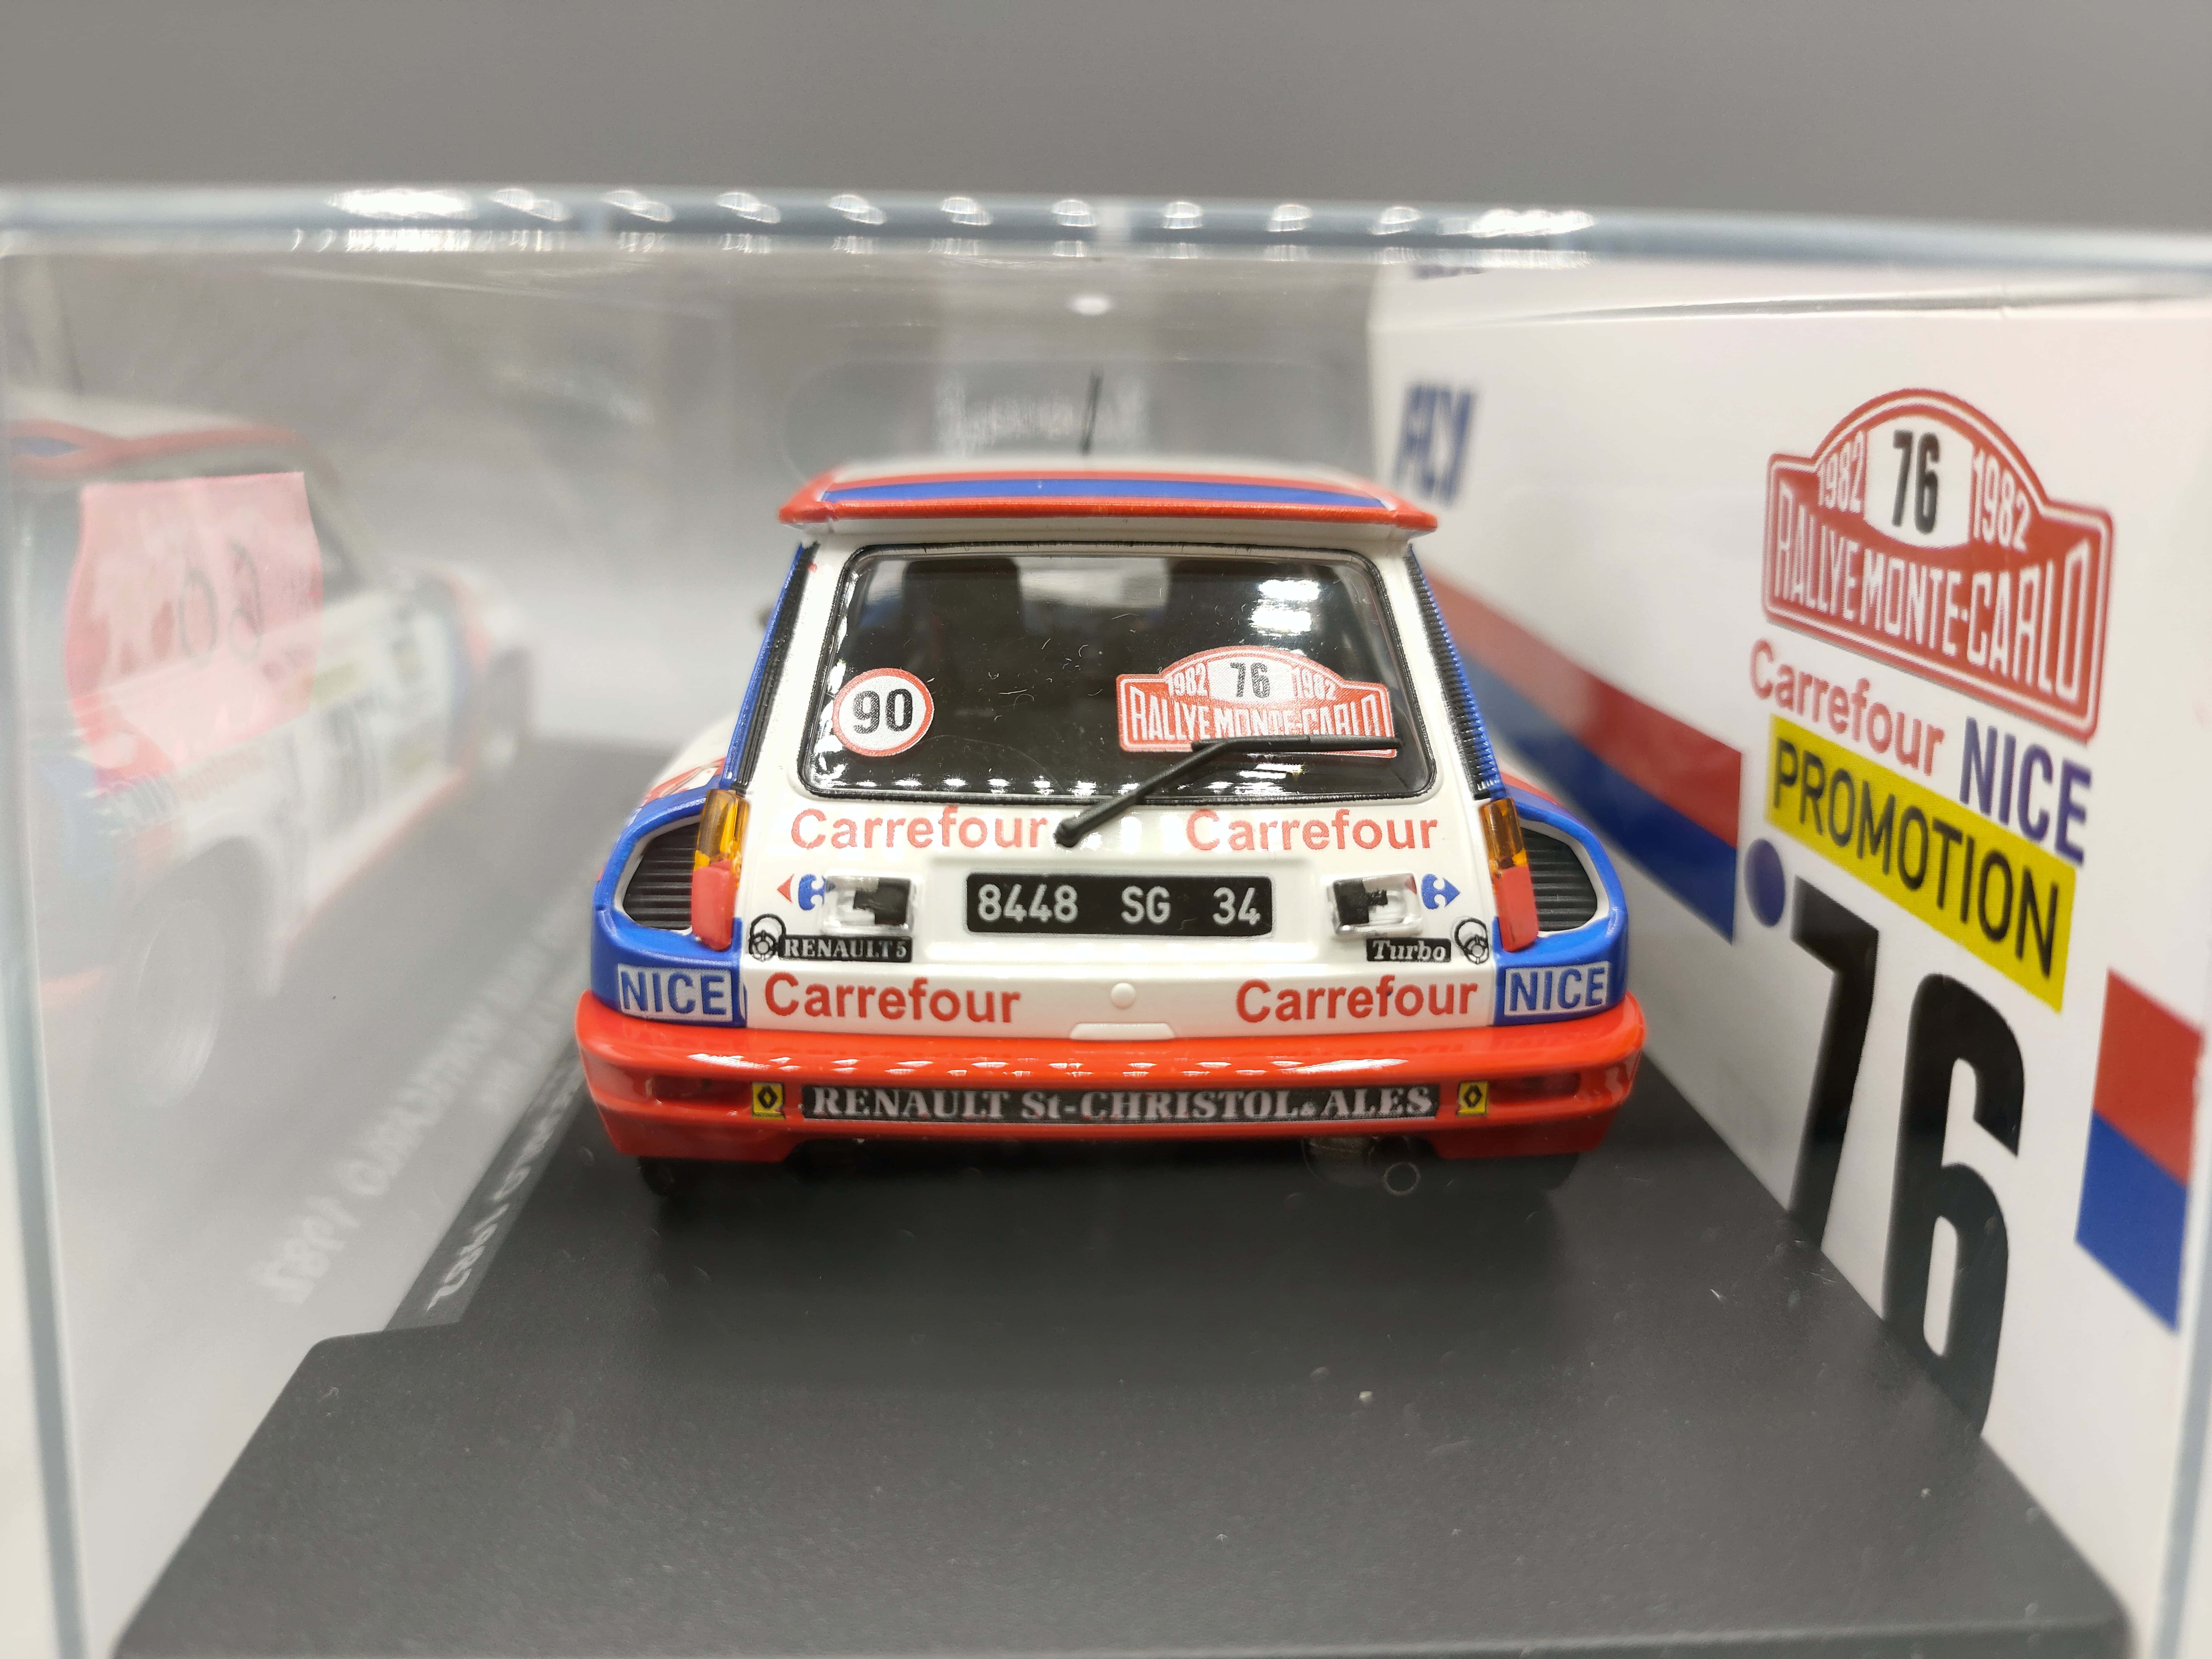 1982 76 1982
RALLYE MONTE-CARLO
Carrefour NICE
PROMOTION
76
90
1982 76 1982
RALLYE MONTE-CARLO
Carrefour Carrefour
8448 SG 34
RENAULT 5 Turbo
NICE Carrefour Carrefour NICE
RENAULT St-CHRISTOL & ALES